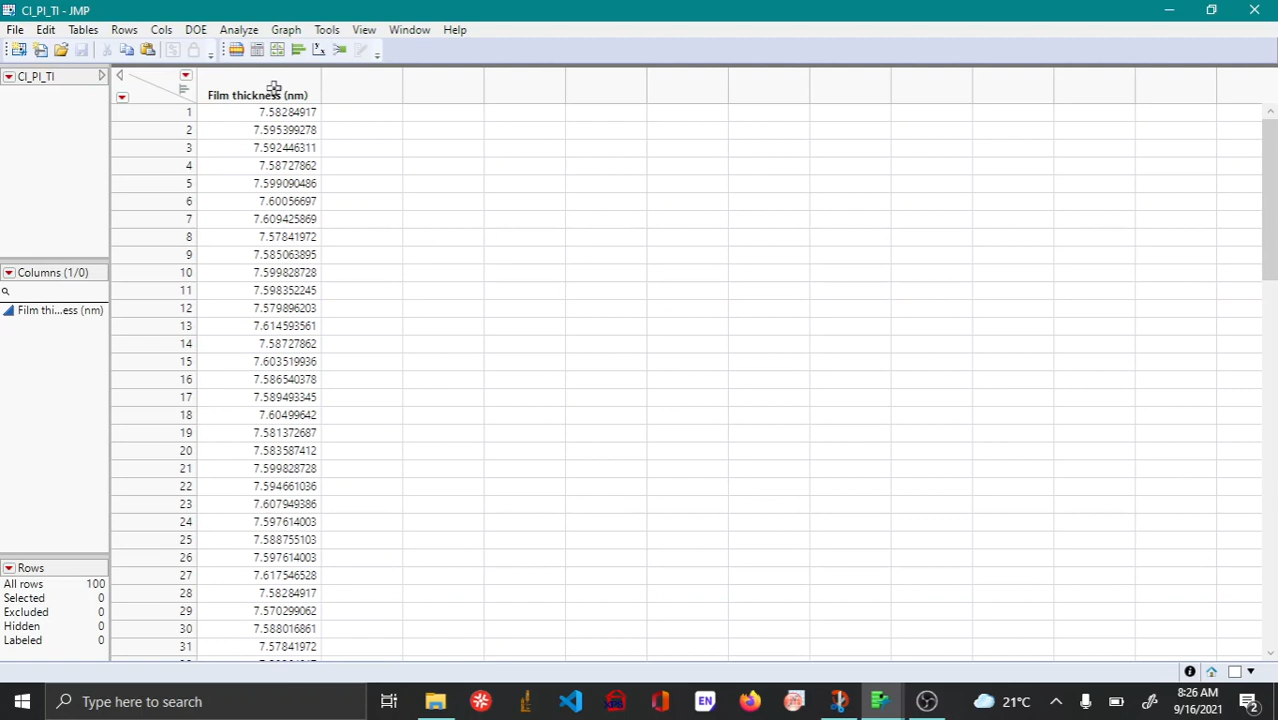 CI_PI_TI - JMP
File Edit Tables Rows Cols DOE Analyze Graph Tools View Window Help
CI_PI_TI
Film thickness (nm)
1 7.58284917
2 7.595399278
3 7.592446311
4 7.58727862
5 7.599090486
6 7.60056697
7 7.609425869
8 7.57841972
9 7.585063895
10 7.599828728
11 7.598352245
12 7.579896203
13 7.614593561
14 7.58727862
15 7.603519936
16 7.586540378
17 7.589493345
18 7.60499642
19 7.581372687
20 7.583587412
21 7.599828728
22 7.594661036
23 7.607949386
24 7.597614003
25 7.588755103
26 7.597614003
27 7.617546528
28 7.58284917
29 7.570299062
30 7.588016861
31 7.57841972
Columns (1/0)
Film thi...ess (nm)
Rows
All rows 100
Selected 0
Excluded 0
Hidden 0
Labeled 0
Type here to search
EN
21°C
8:26 AM
9/16/2021
2